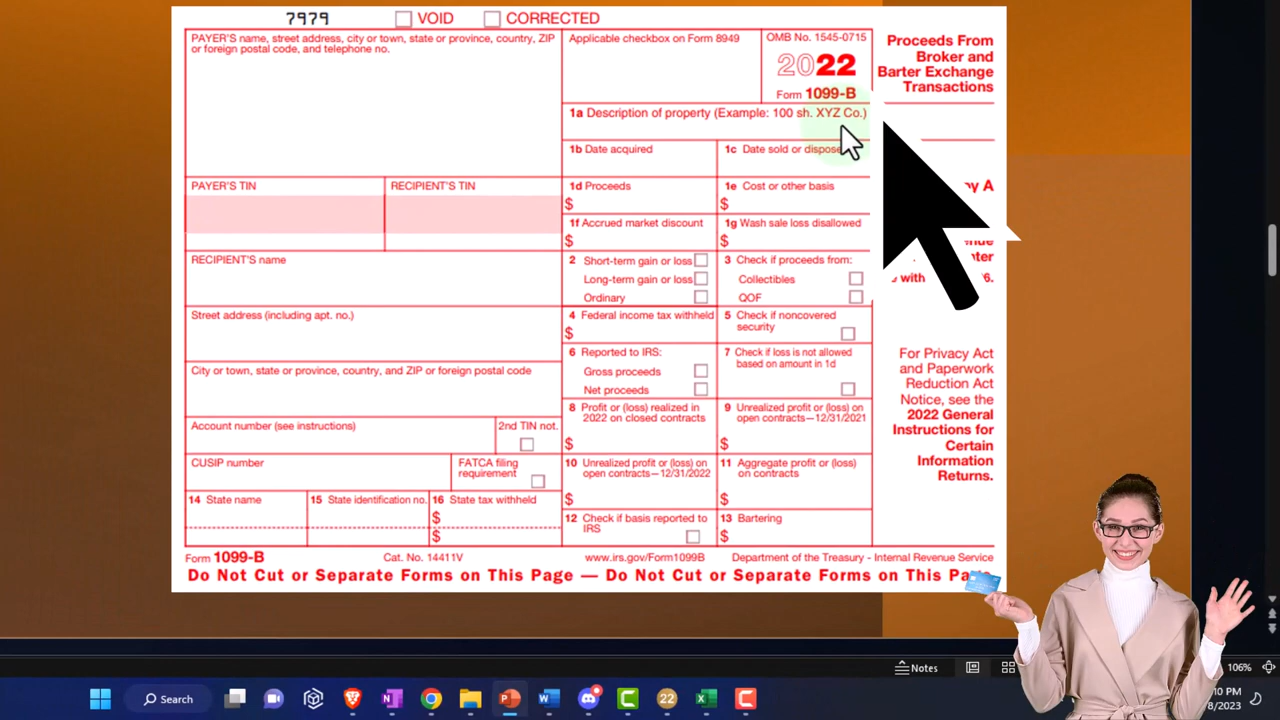 7979 VOID CORRECTED
PAYER'S name, street address, city or town, state or province, country, ZIP
or foreign postal code, and telephone no.
Applicable checkbox on Form 8949
OMB No. 1545-0715
2022
Form 1099-B
Proceeds From
Broker and
Barter Exchange
Transactions
1a Description of property (Example: 100 sh. XYZ Co.)
1b Date acquired
1c Date sold or
PAYER'S TIN
RECIPIENT'S TIN
1d Proceeds
$
1e Cost or other basis
$
A
1f Accrued market discount
$
1g Wash sale loss disallowed
$
RECIPIENT'S name
2 Short-term gain or loss
Long-term gain or loss
Ordinary
3 Check if proceeds from:
Collectibles
QOF
Street address (including apt. no.)
4 Federal income tax withheld
$
5 Check if noncovered
security
City or town, state or province, country, and ZIP or foreign postal code
6 Reported to IRS:
Gross proceeds
Net proceeds
7 Check if loss is not allowed
based on amount in 1d
For Privacy Act
and Paperwork
Reduction Act
Notice, see the
2022 General
Instructions for
Certain
Information
Returns.
Account number (see instructions)
2nd TIN not.
8 Profit or (loss) realized in
2022 on closed contracts
$
9 Unrealized profit or (loss) on
open contracts—12/31/2021
$
CUSIP number
FATCA filing
requirement
10 Unrealized profit or (loss) on
open contracts—12/31/2022
$
11 Aggregate profit or (loss)
on contracts
$
14 State name
15 State identification no.
16 State tax withheld
$
$
12 Check if basis reported to
IRS
13 Bartering
$
Form 1099-B
Cat. No. 14411V
www.irs.gov/Form1099B
Department of the Treasury - Internal Revenue Service
Do Not Cut or Separate Forms on This Page — Do Not Cut or Separate Forms on This
Notes
106%
Search
22